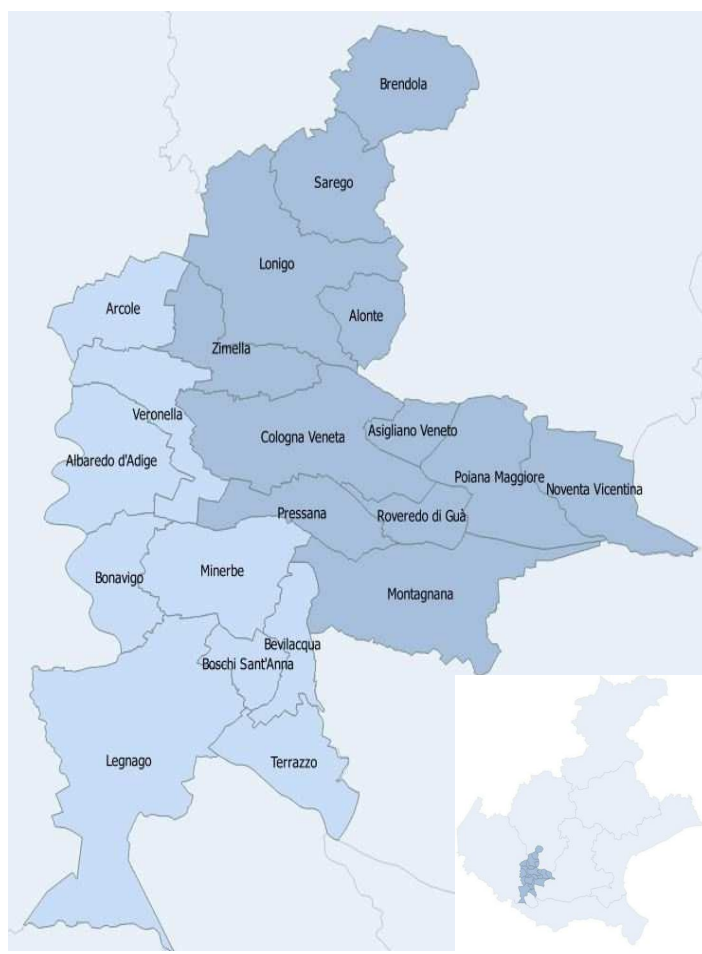 Brendola
Sarego
Lonigo
Arcole
Alonte
Zimella
Veronella
Asigliano Veneto
Cologna Veneta
Albaredo d'Adige
Poiana Maggiore
Noventa Vicentina
Pressana
Roveredo di Guà
Minerbe
Bonavigo
Montagnana
Bevilacqua
Boschi Sant'Anna
Legnago
Terrazzo